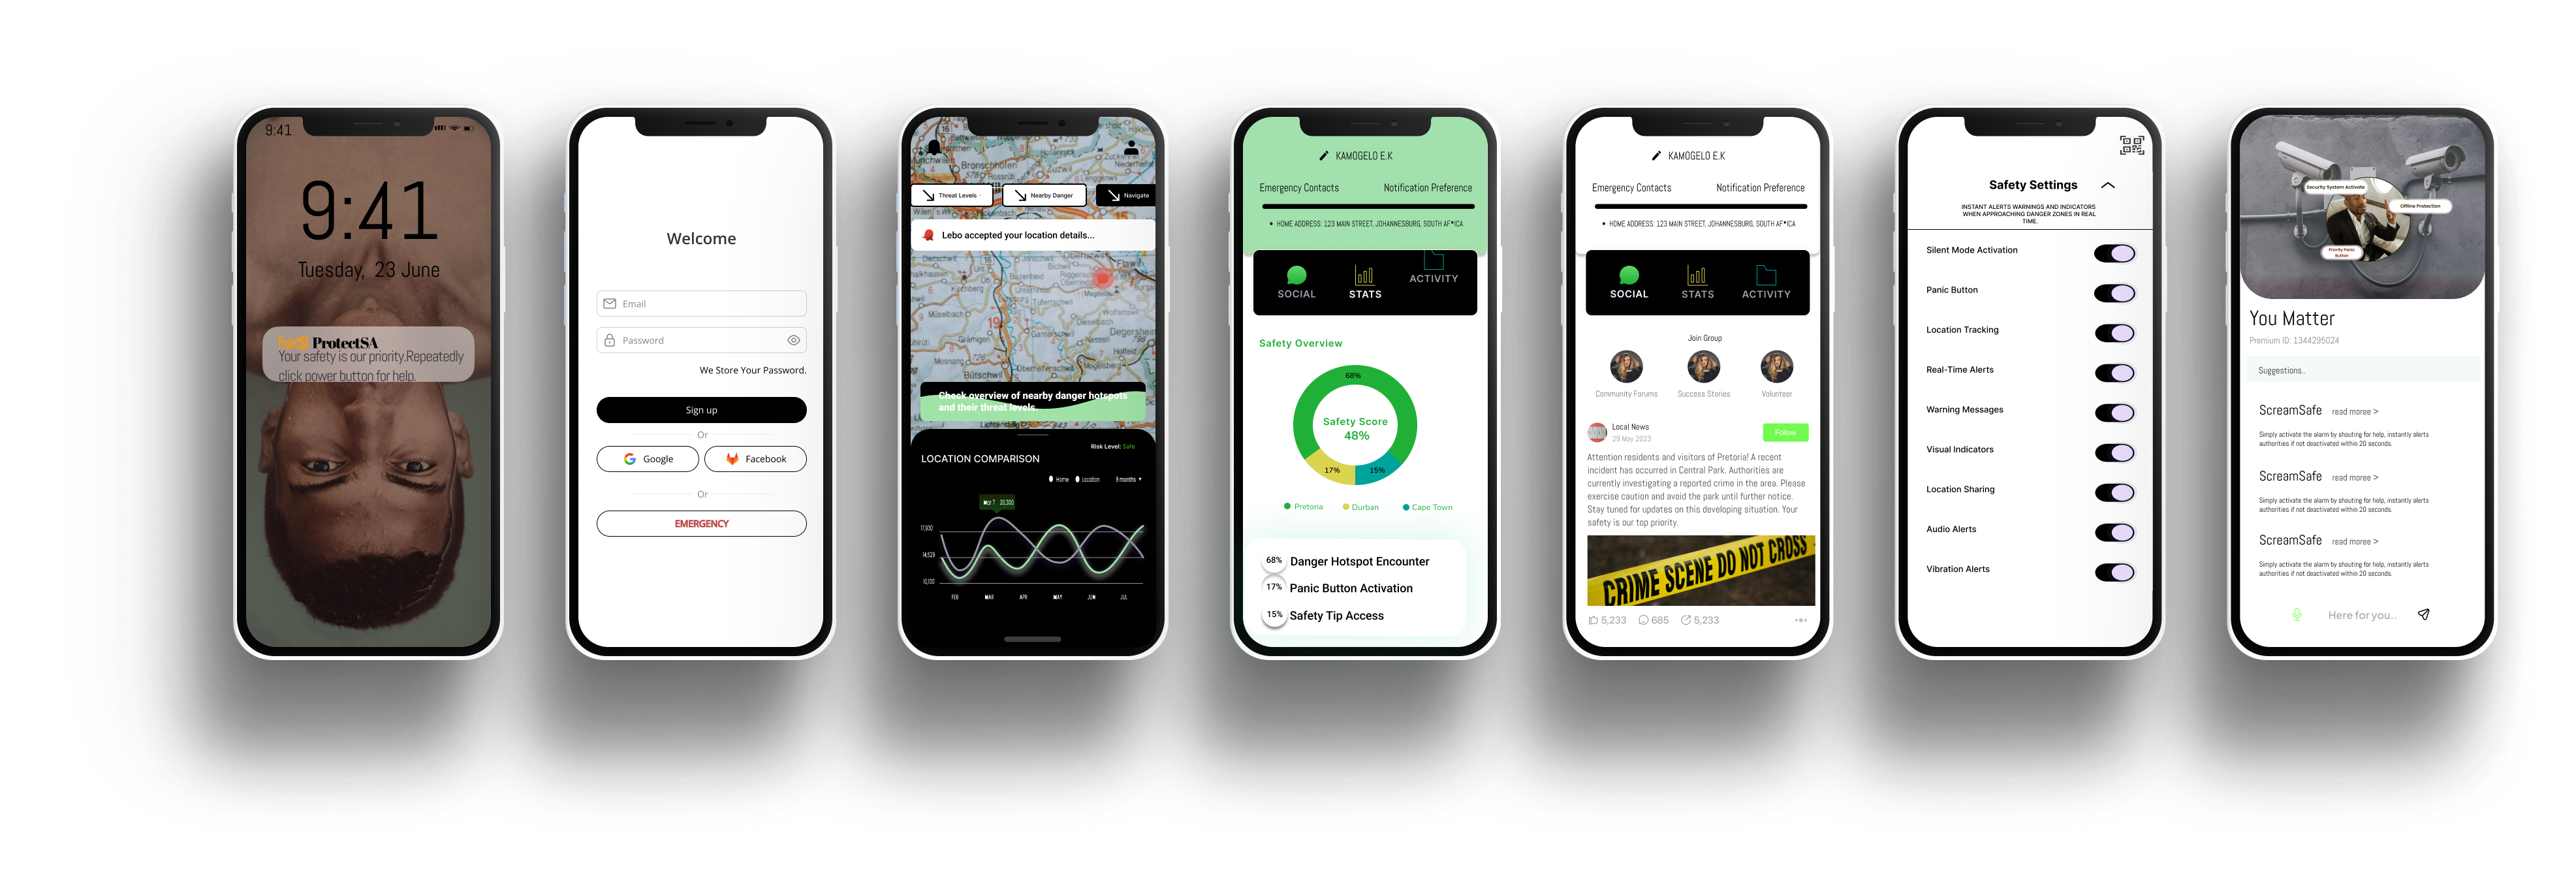 9:41
9:41
Tuesday, 23 June
ProtectSA
Your safety is our priority.Repeatedly
click power button for help.
Welcome
Email
Password
We Store Your Password.
Sign up
Or
Google
Facebook
Or
EMERGENCY
Threat Levels
Nearby Danger
Navigate
Lebo accepted your location details...
Check overview of nearby danger hotspots
and their threat levels.
Risk Level: Safe
LOCATION COMPARISON
Home
Location
9 months
Mar 7 20,300
17,500
14,529
10,100
FEB
MAR
APR
MAY
JUN
JUL
KAMOGELO E.K
Emergency Contacts
Notification Preference
• HOME ADDRESS: 123 MAIN STREET, JOHANNESBURG, SOUTH AF*ICA
SOCIAL
STATS
ACTIVITY
Safety Overview
68%
Safety Score
48%
17%
15%
Pretoria
Durban
Cape Town
68% Danger Hotspot Encounter
17% Panic Button Activation
15% Safety Tip Access
KAMOGELO E.K
Emergency Contacts
Notification Preference
• HOME ADDRESS: 123 MAIN STREET, JOHANNESBURG, SOUTH AF*ICA
SOCIAL
STATS
ACTIVITY
Join Group
Community Forums
Success Stories
Volunteer
Local News
29 May 2023
Follow
Attention residents and visitors of Pretoria! A recent
incident has occurred in Central Park. Authorities are
currently investigating a reported crime in the area. Please
exercise caution and avoid the park until further notice.
Stay tuned for updates on this developing situation. Your
safety is our top priority.
CRIME SCENE DO NOT CROSS
5,233
685
5,233
Safety Settings
INSTANT ALERTS WARNINGS AND INDICATORS
WHEN APPROACHING DANGER ZONES IN REAL
TIME.
Silent Mode Activation
Panic Button
Location Tracking
Real-Time Alerts
Warning Messages
Visual Indicators
Location Sharing
Audio Alerts
Vibration Alerts
Security System Activate
Offline Protection
Priority Panic
Button
You Matter
Premium ID: 1344295024
Suggestions..
ScreamSafe read moree >
Simply activate the alarm by shouting for help, instantly alerts
authorities if not deactivated within 20 seconds.
ScreamSafe read moree >
Simply activate the alarm by shouting for help, instantly alerts
authorities if not deactivated within 20 seconds.
ScreamSafe read moree >
Simply activate the alarm by shouting for help, instantly alerts
authorities if not deactivated within 20 seconds.
Here for you..